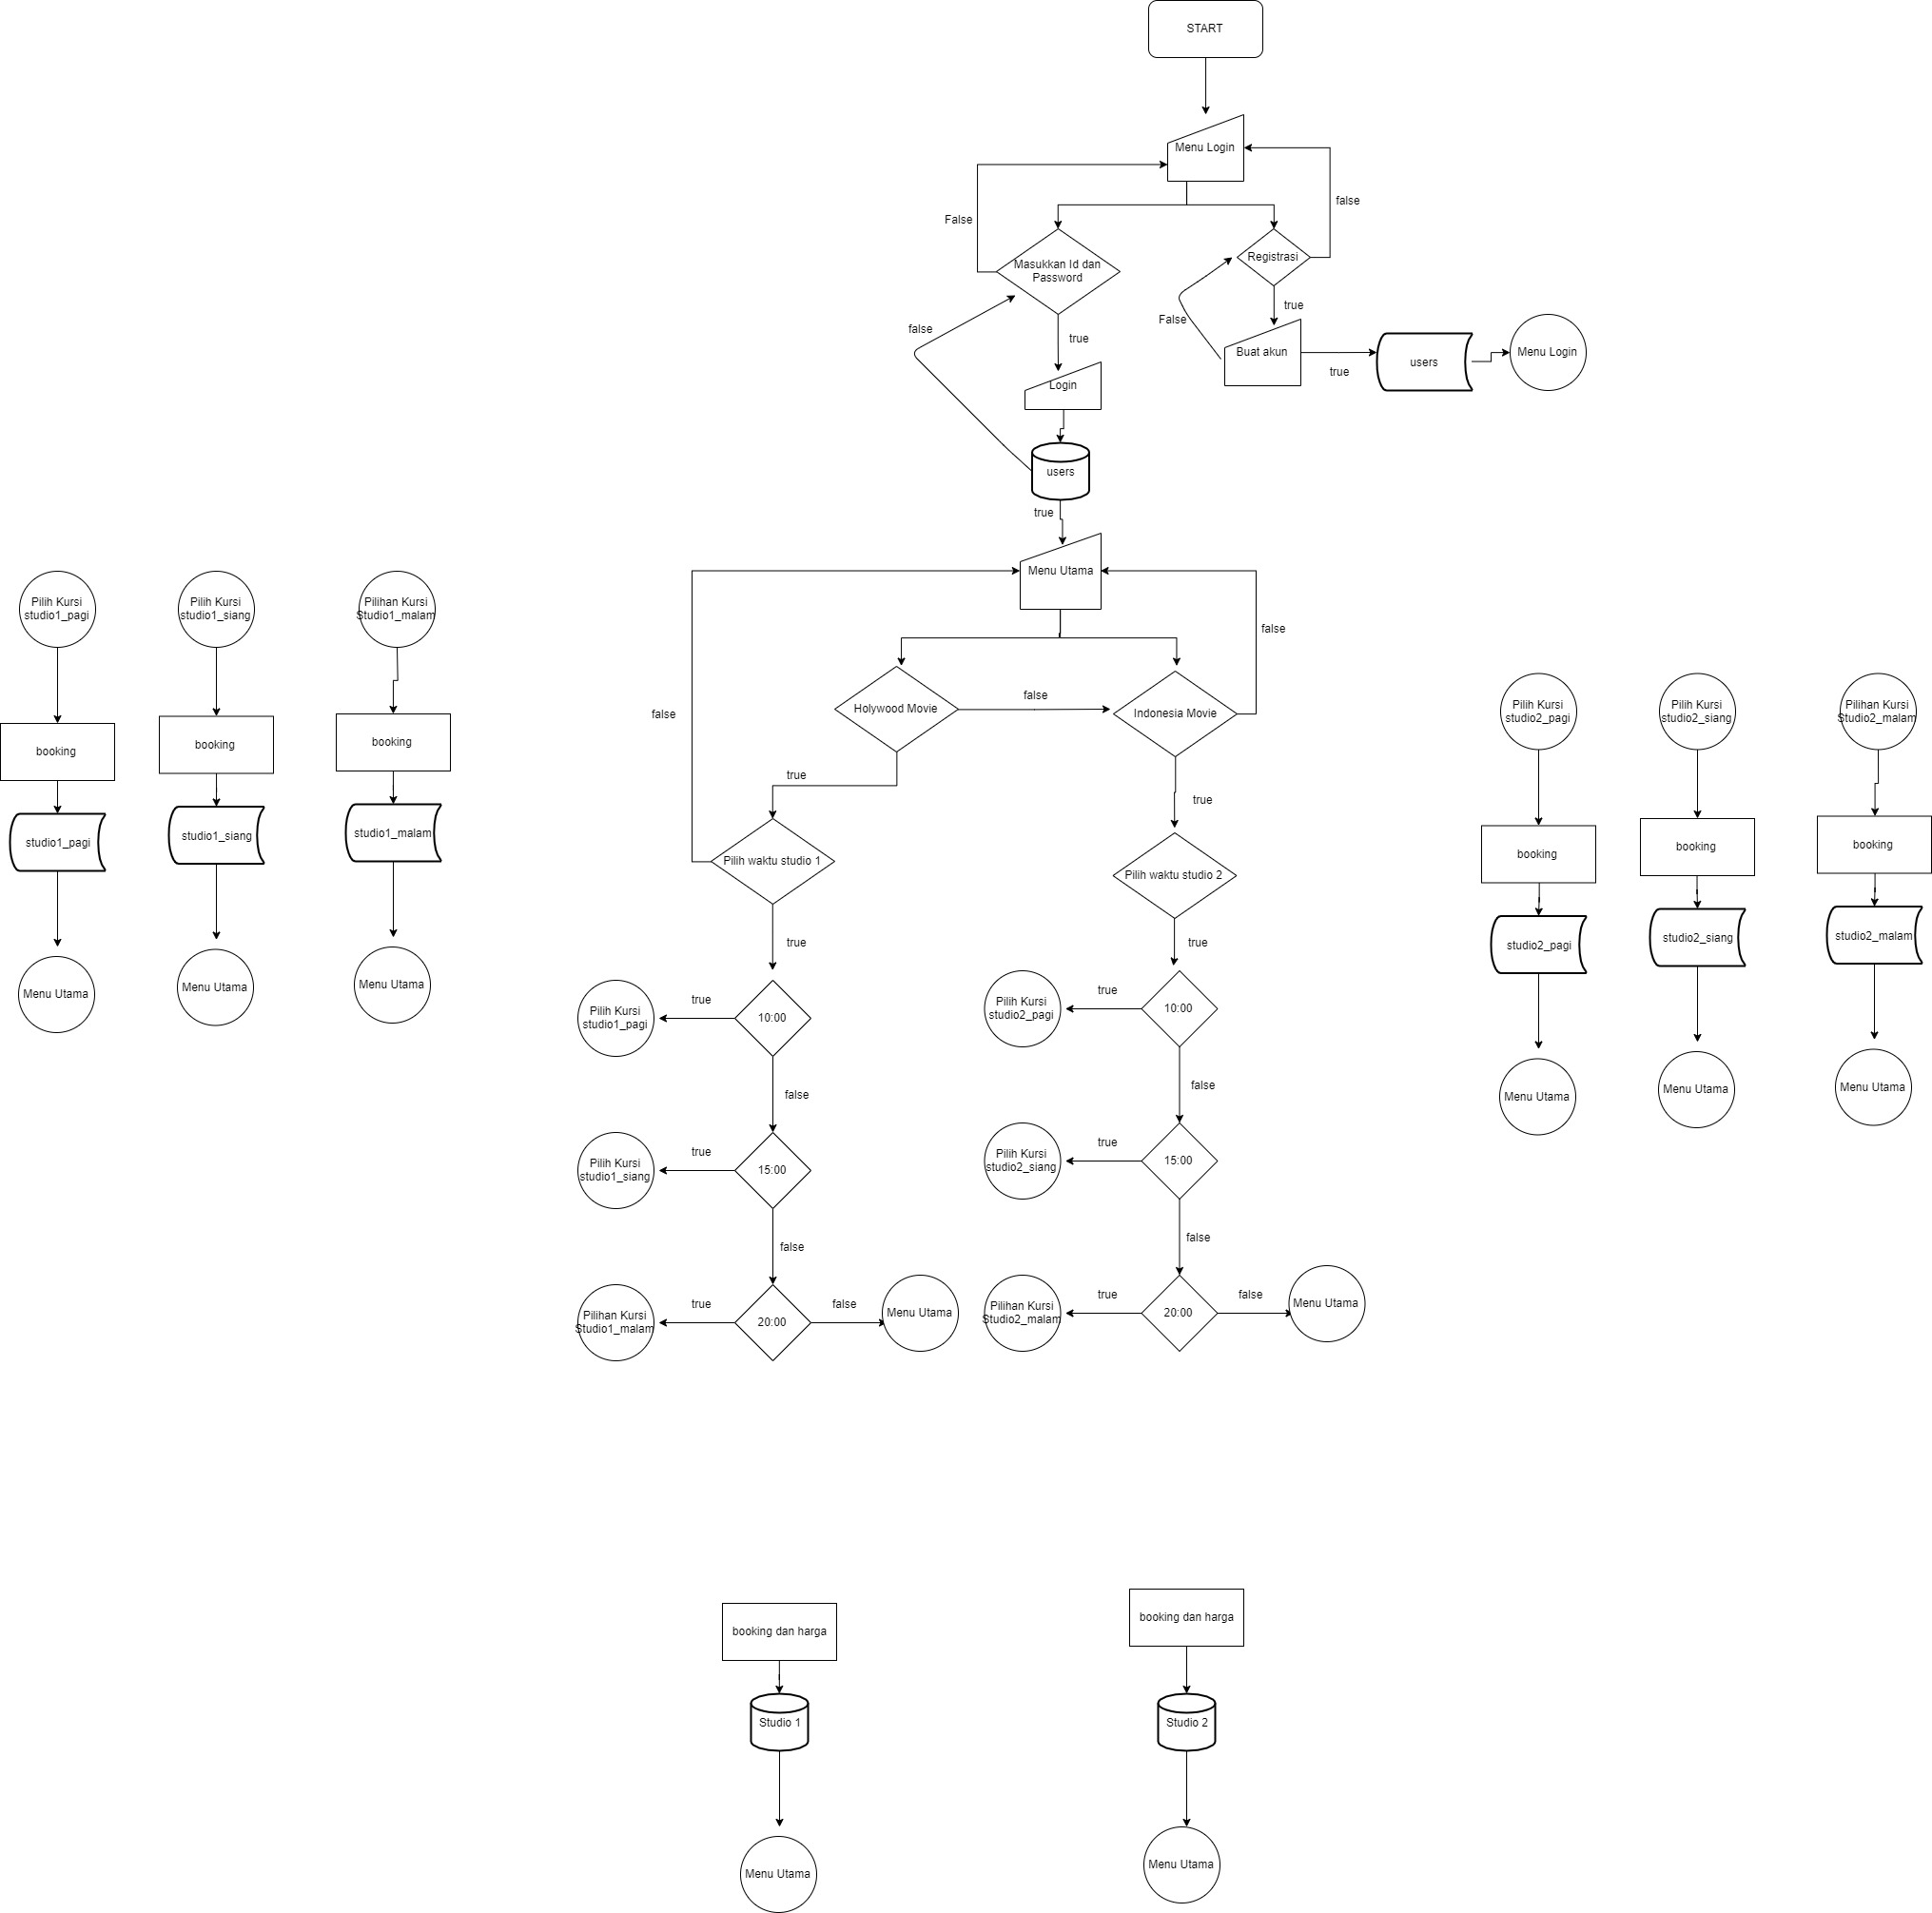 START
Menu Login
False
false
Masukkan Id dan
Password
Registrasi
true
False
false
true
Buat akun
true
users
Menu Login
Login
users
true
Menu Utama
false
false
Holywood Movie
false
Indonesia Movie
true
true
Pilih waktu studio 1
Pilih waktu studio 2
true
true
10:00
true
Pilih Kursi
studio1_pagi
false
15:00
true
Pilih Kursi
studio1_siang
false
20:00
true
Pilihan Kursi
Studio1_malam
false
Menu Utama
10:00
true
Pilih Kursi
studio2_pagi
false
15:00
true
Pilih Kursi
studio2_siang
false
20:00
true
Pilihan Kursi
Studio2_malam
false
Menu Utama
Pilih Kursi
studio1_pagi
booking
studio1_pagi
Menu Utama
Pilih Kursi
studio1_siang
booking
studio1_siang
Menu Utama
Pilihan Kursi
Studio1_malam
booking
studio1_malam
Menu Utama
Pilih Kursi
studio2_pagi
booking
studio2_pagi
Menu Utama
Pilih Kursi
studio2_siang
booking
studio2_siang
Menu Utama
Pilihan Kursi
Studio2_malam
booking
studio2_malam
Menu Utama
booking dan harga
Studio 1
Menu Utama
booking dan harga
Studio 2
Menu Utama